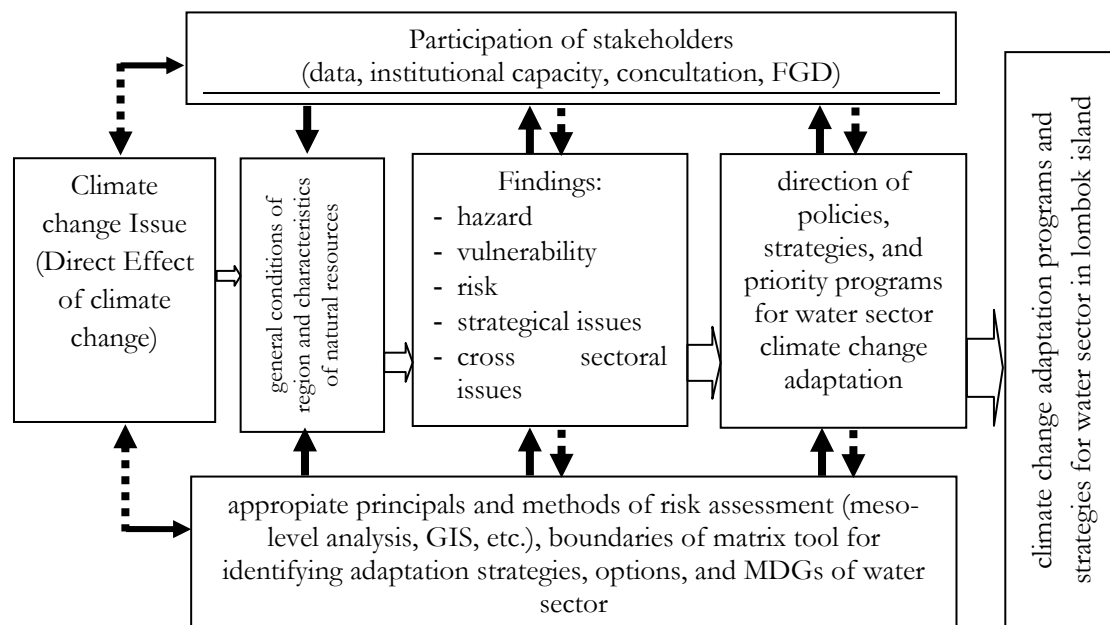 Participation of stakeholders
(data, institutional capacity, concultation, FGD)
Climate
change Issue
(Direct Effect
of climate
change)
general conditions of
region and characteristics
of natural resources
Findings:
- hazard
- vulnerability
- risk
- strategical issues
- cross sectoral
issues
direction of
policies,
strategies, and
priority programs
for water sector
climate change
adaptation
climate change adaptation programs and
strategies for water sector in lombok island
appropiate principals and methods of risk assessment (meso-
level analysis, GIS, etc.), boundaries of matrix tool for
identifying adaptation strategies, options, and MDGs of water
sector